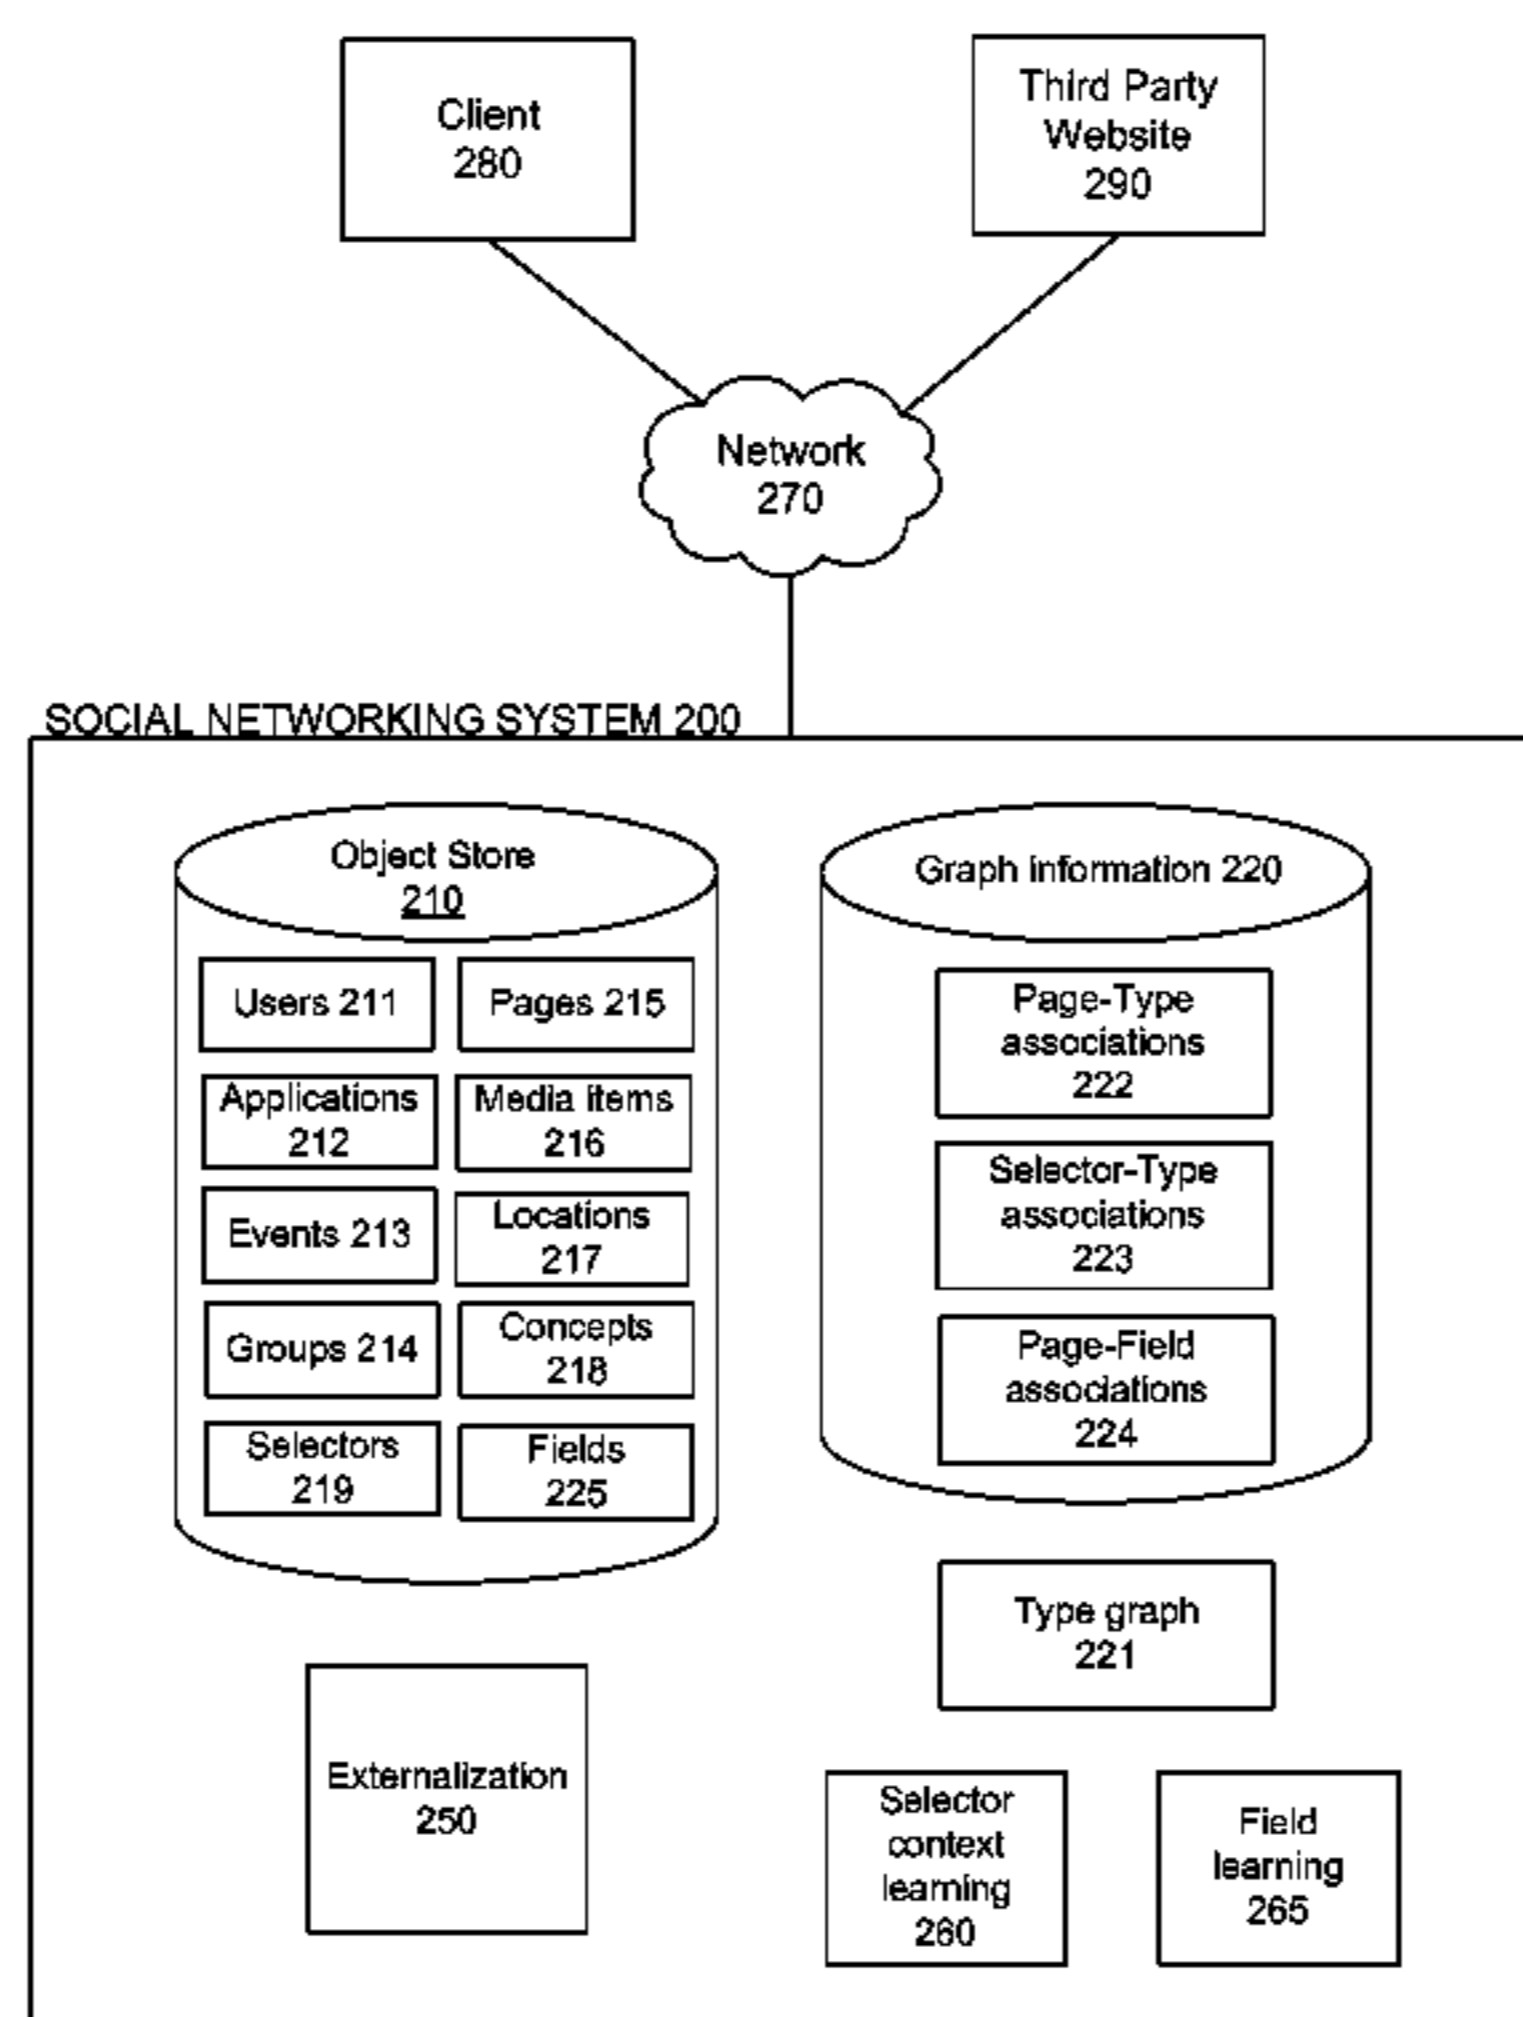 Client
280
Third Party
Website
290
Network
270
SOCIAL NETWORKING SYSTEM 200
Object Store
210
Users 211
Pages 215
Applications
212
Media items
216
Events 213
Locations
217
Groups 214
Concepts
218
Selectors
219
Fields
225
Graph information 220
Page-Type
associations
222
Selector-Type
associations
223
Page-Field
associations
224
Type graph
221
Externalization
250
Selector
context
learning
260
Field
learning
265